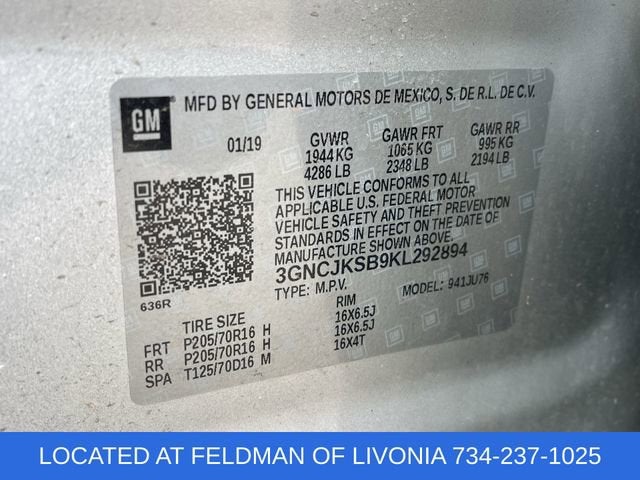 GM
MFD BY GENERAL MOTORS DE MEXICO, S. DE R.L. DE C.V.
01/19
GVWR GAWR FRT GAWR RR
1944 KG 1065 KG 995 KG
4286 LB 2348 LB 2194 LB
THIS VEHICLE CONFORMS TO ALL
APPLICABLE U.S. FEDERAL MOTOR
VEHICLE SAFETY AND THEFT PREVENTION
STANDARDS IN EFFECT ON THE DATE OF
MANUFACTURE SHOWN ABOVE.
3GNCJKSB9KL292894
TYPE: M.P.V. MODEL: 941JU76
636R
TIRE SIZE RIM
FRT P205/70R16 H 16X6.5J
RR P205/70R16 H 16X6.5J
SPA T125/70D16 M 16X4T
LOCATED AT FELDMAN OF LIVONIA 734-237-1025